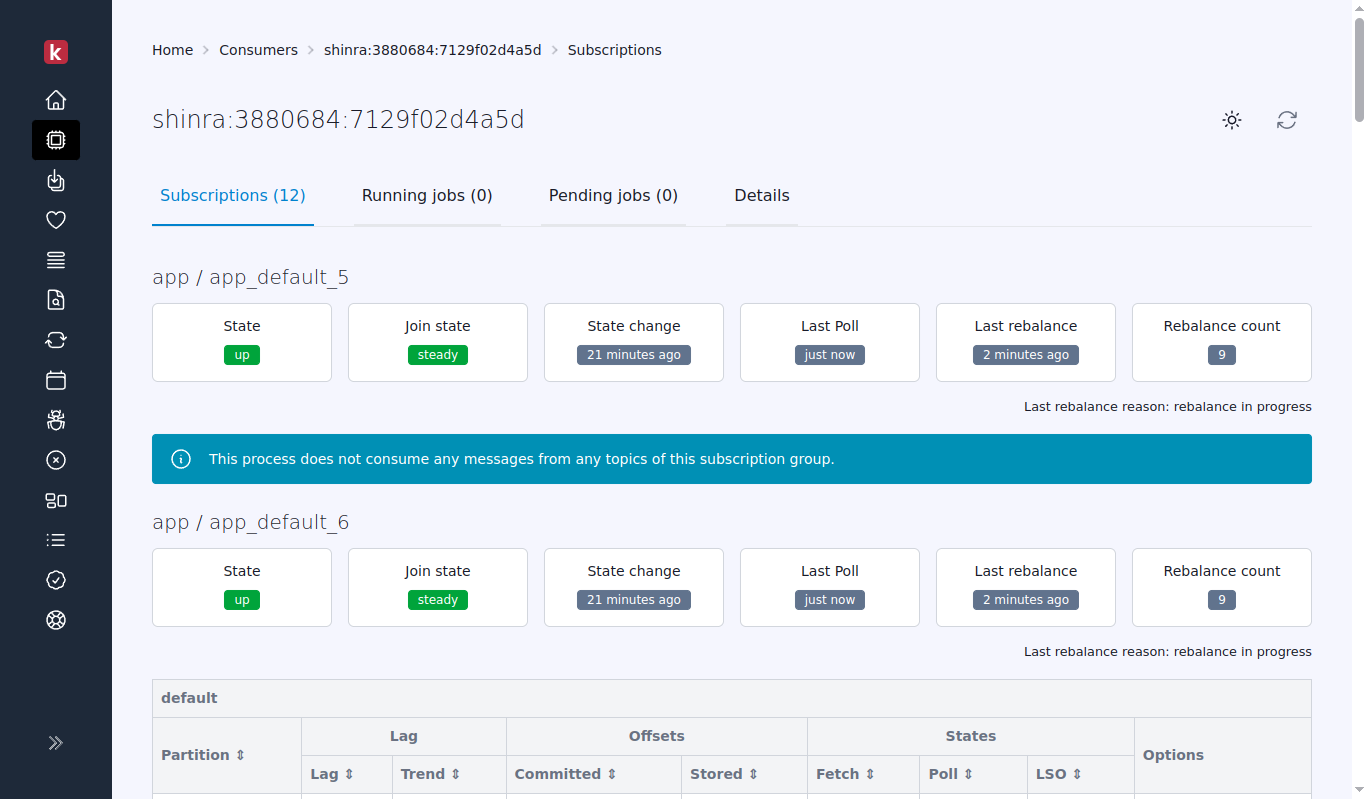 k
Home > Consumers > shinra:3880684:7129f02d4a5d > Subscriptions
shinra:3880684:7129f02d4a5d
Subscriptions (12) Running jobs (0) Pending jobs (0) Details
app / app_default_5
State Join state State change Last Poll Last rebalance Rebalance count
up steady 21 minutes ago just now 2 minutes ago 9
Last rebalance reason: rebalance in progress
This process does not consume any messages from any topics of this subscription group.
app / app_default_6
State Join state State change Last Poll Last rebalance Rebalance count
up steady 21 minutes ago just now 2 minutes ago 9
Last rebalance reason: rebalance in progress
default
Partition ⇕ Lag Offsets States Options
Lag ⇕ Trend ⇕ Committed ⇕ Stored ⇕ Fetch ⇕ Poll ⇕ LSO ⇕